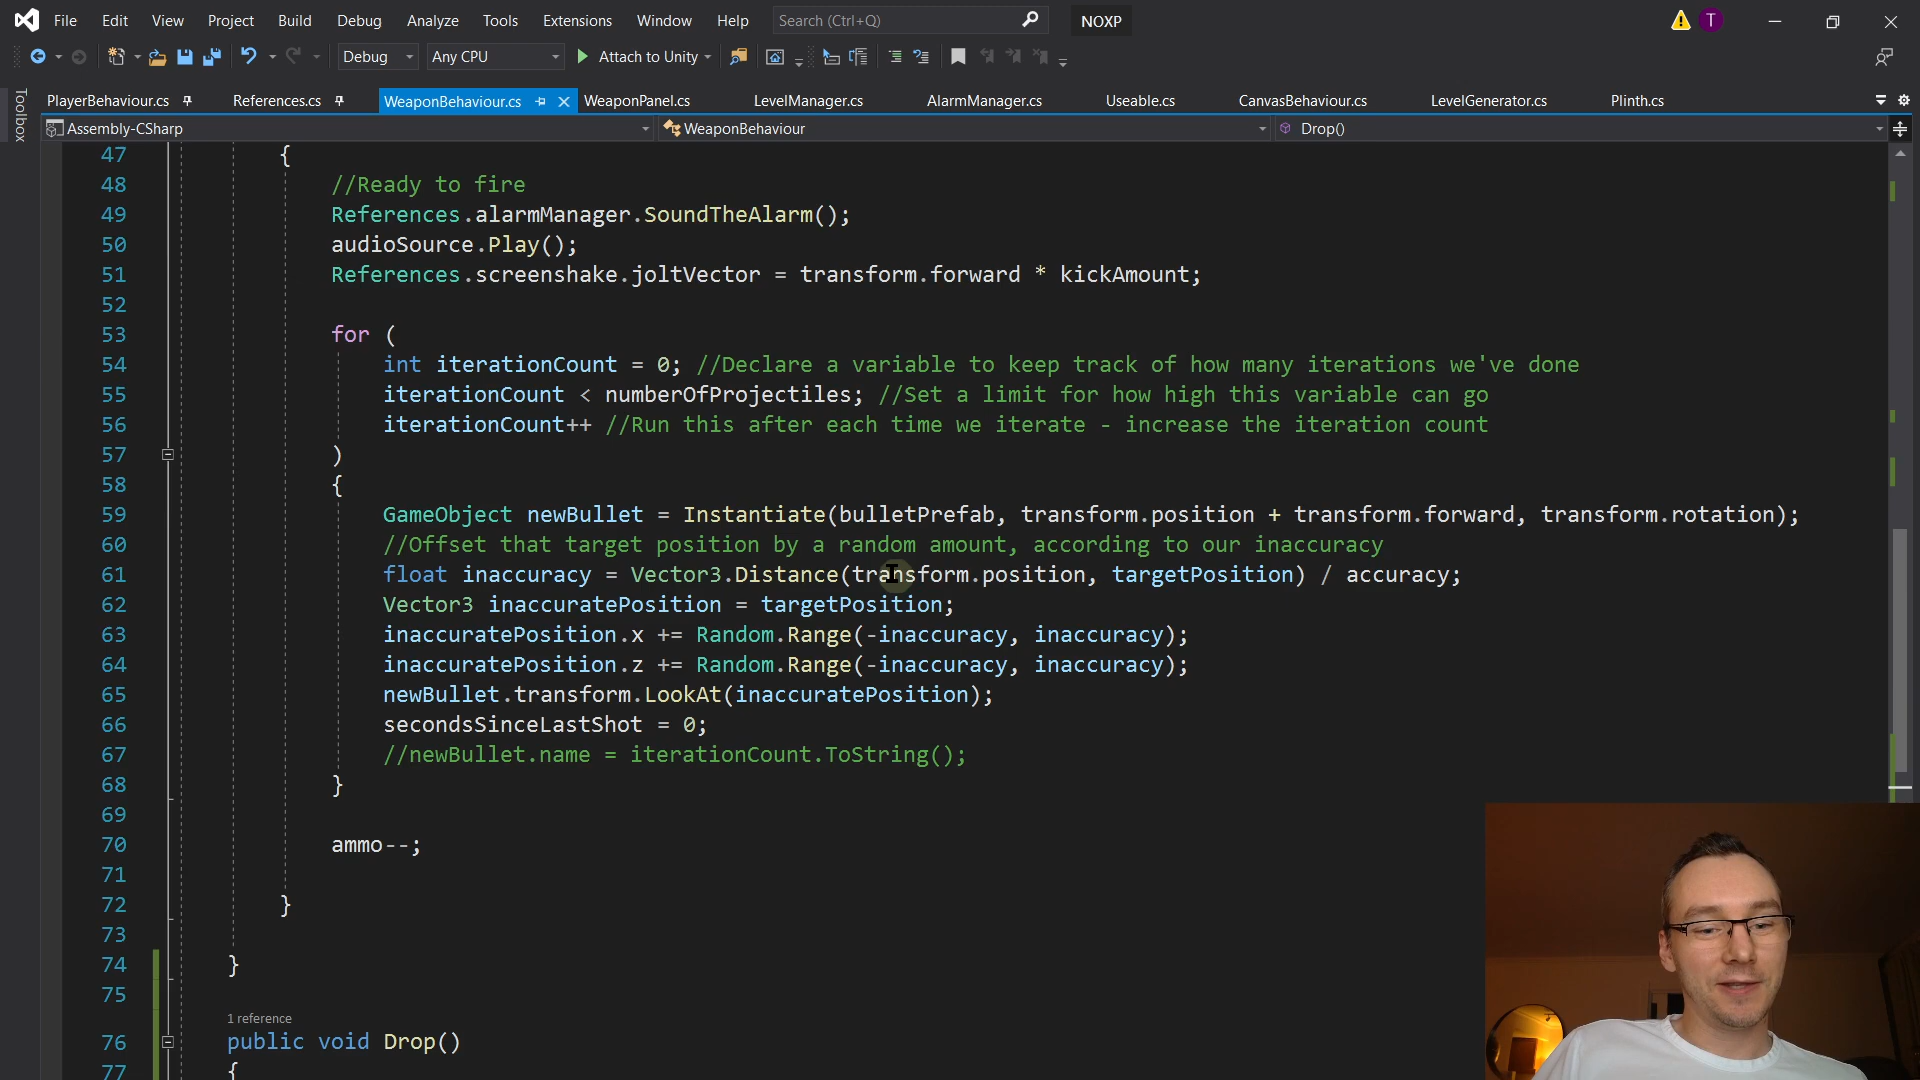 File Edit View Project Build Debug Analyze Tools Extensions Window Help Search (Ctrl+Q) NOXP T
Debug Any CPU Attach to Unity
Toolbox
PlayerBehaviour.cs References.cs WeaponBehaviour.cs WeaponPanel.cs LevelManager.cs AlarmManager.cs Useable.cs CanvasBehaviour.cs LevelGenerator.cs Plinth.cs
Assembly-CSharp WeaponBehaviour Drop()
47 {
48 //Ready to fire
49 References.alarmManager.SoundTheAlarm();
50 audioSource.Play();
51 References.screenshake.joltVector = transform.forward * kickAmount;
52
53 for (
54 int iterationCount = 0; //Declare a variable to keep track of how many iterations we've done
55 iterationCount < numberOfProjectiles; //Set a limit for how high this variable can go
56 iterationCount++ //Run this after each time we iterate - increase the iteration count
57 )
58 {
59 GameObject newBullet = Instantiate(bulletPrefab, transform.position + transform.forward, transform.rotation);
60 //Offset that target position by a random amount, according to our inaccuracy
61 float inaccuracy = Vector3.Distance(transform.position, targetPosition) / accuracy;
62 Vector3 inaccuratePosition = targetPosition;
63 inaccuratePosition.x += Random.Range(-inaccuracy, inaccuracy);
64 inaccuratePosition.z += Random.Range(-inaccuracy, inaccuracy);
65 newBullet.transform.LookAt(inaccuratePosition);
66 secondsSinceLastShot = 0;
67 //newBullet.name = iterationCount.ToString();
68 }
69
70 ammo--;
71
72 }
73
74 }
75
1 reference
76 public void Drop()
77 {